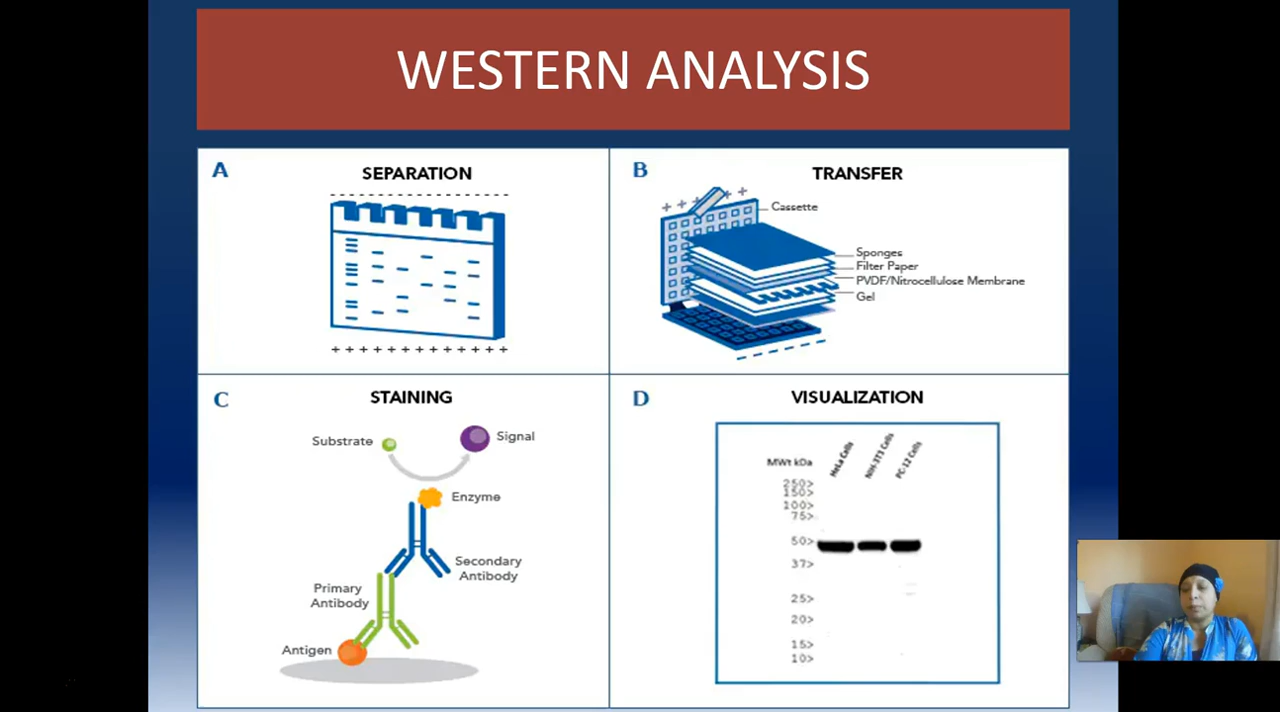 WESTERN ANALYSIS
A
SEPARATION
- - - - - - - - - - - - - - -
+ + + + + + + + + + + + +
B
TRANSFER
+ + + + +
Cassette
Sponges
Filter Paper
PVDF/Nitrocellulose Membrane
Gel
- - - - - - -
C
STAINING
Substrate
Signal
Enzyme
Secondary
Antibody
Primary
Antibody
Antigen
D
VISUALIZATION
MWt kDa
HeLa Cells
NIH-3T3 Cells
PC-12 Cells
250>
150>
100>
75>
50>
37>
25>
20>
15>
10>